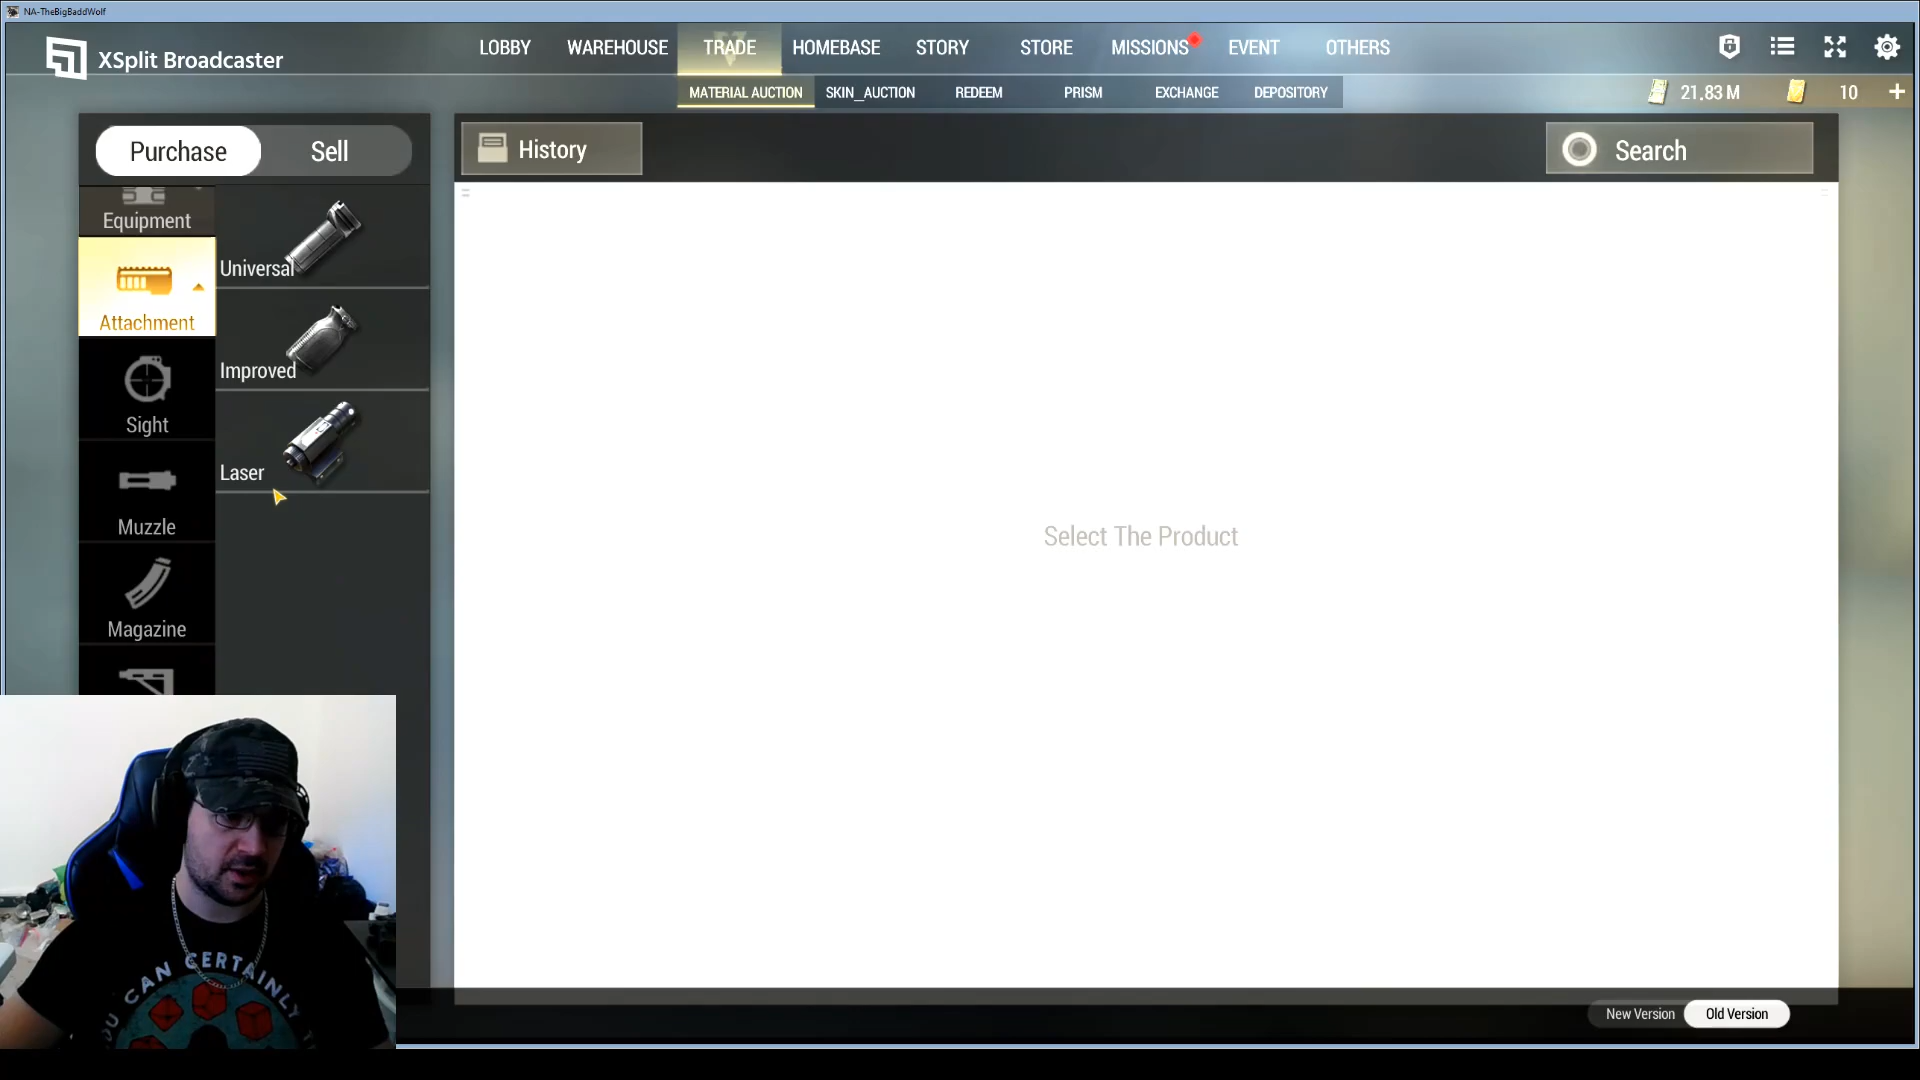 NA-TheBigBaddWolf
XSplit Broadcaster
LOBBY WAREHOUSE TRADE HOMEBASE STORY STORE MISSIONS EVENT OTHERS
MATERIAL AUCTION SKIN_AUCTION REDEEM PRISM EXCHANGE DEPOSITORY
21.83 M 10 +
Purchase Sell
History
Search
Equipment
Attachment
Sight
Muzzle
Magazine
Universal
Improved
Laser
Select The Product
CAN CERTAINLY
New Version Old Version